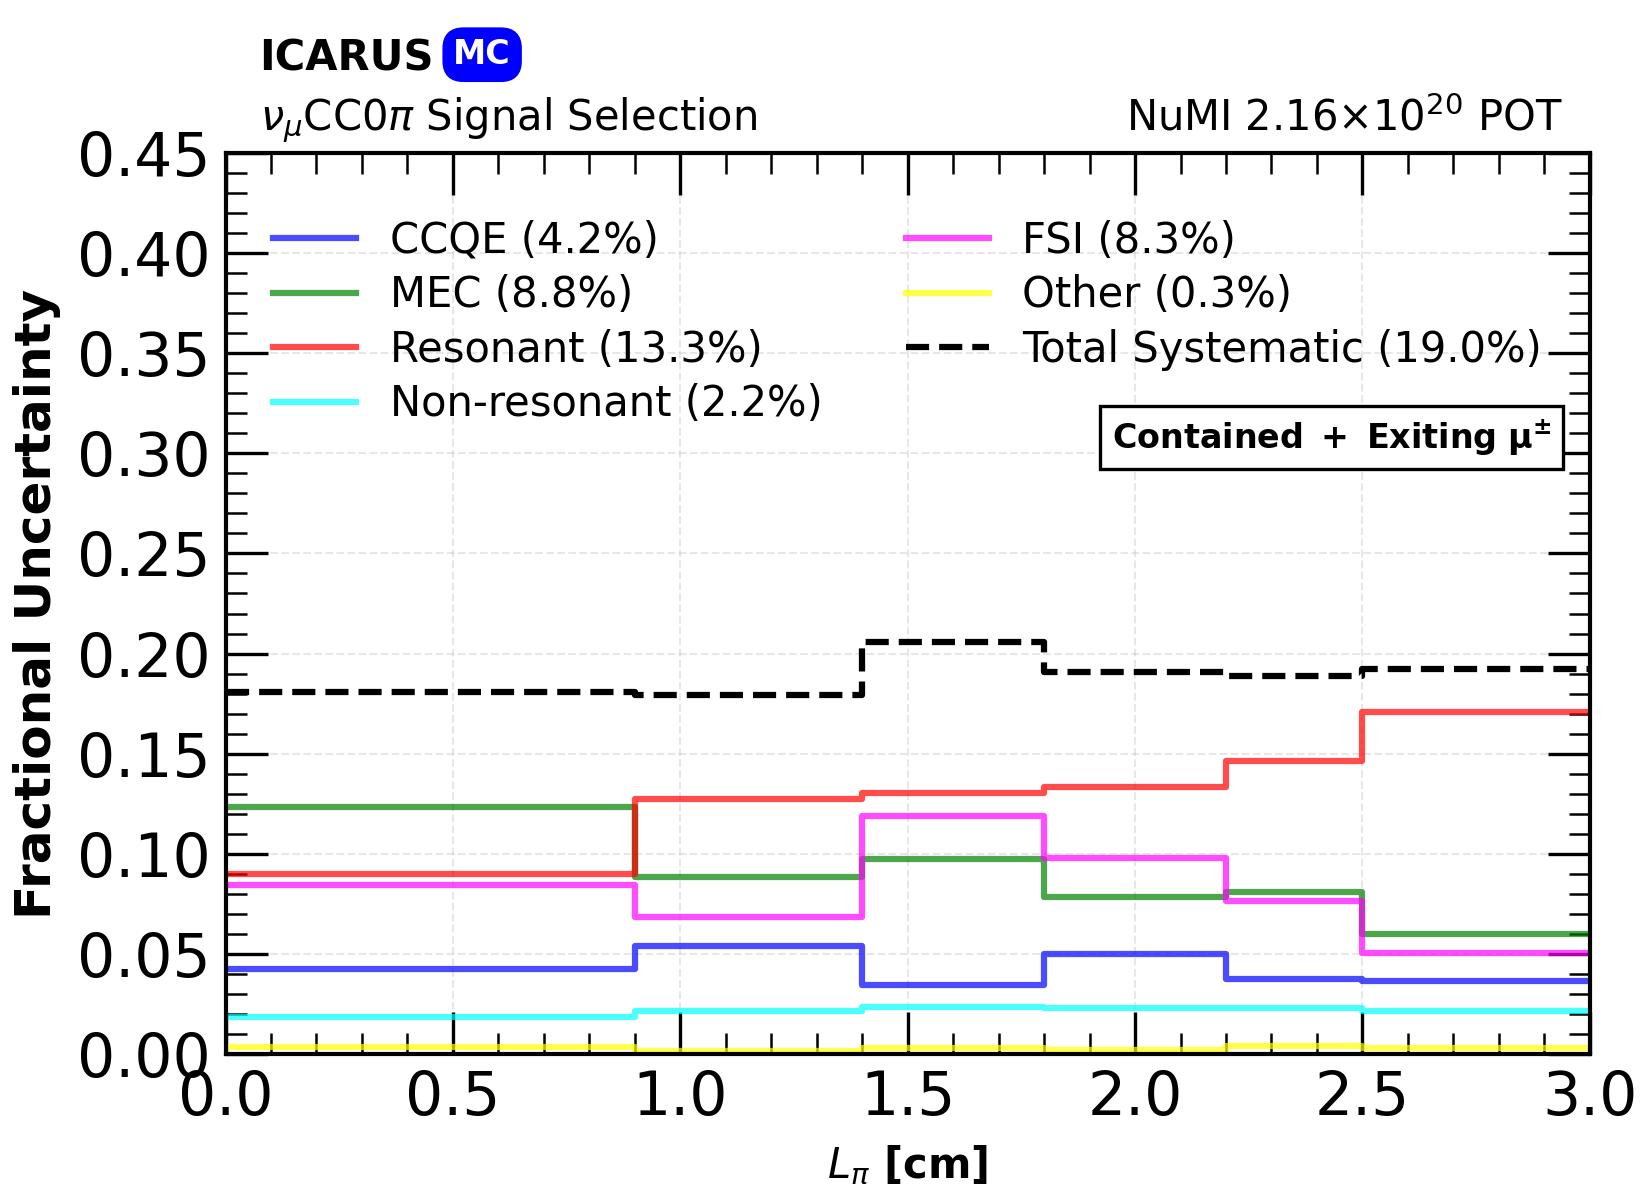 ICARUS MC
νμCC0π Signal Selection
NuMI 2.16×10²⁰ POT
0.45
0.40
0.35
0.30
0.25
0.20
0.15
0.10
0.05
0.00
Fractional Uncertainty
CCQE (4.2%)
MEC (8.8%)
Resonant (13.3%)
Non-resonant (2.2%)
FSI (8.3%)
Other (0.3%)
Total Systematic (19.0%)
Contained + Exiting μ±
0.0 0.5 1.0 1.5 2.0 2.5 3.0
Lπ [cm]